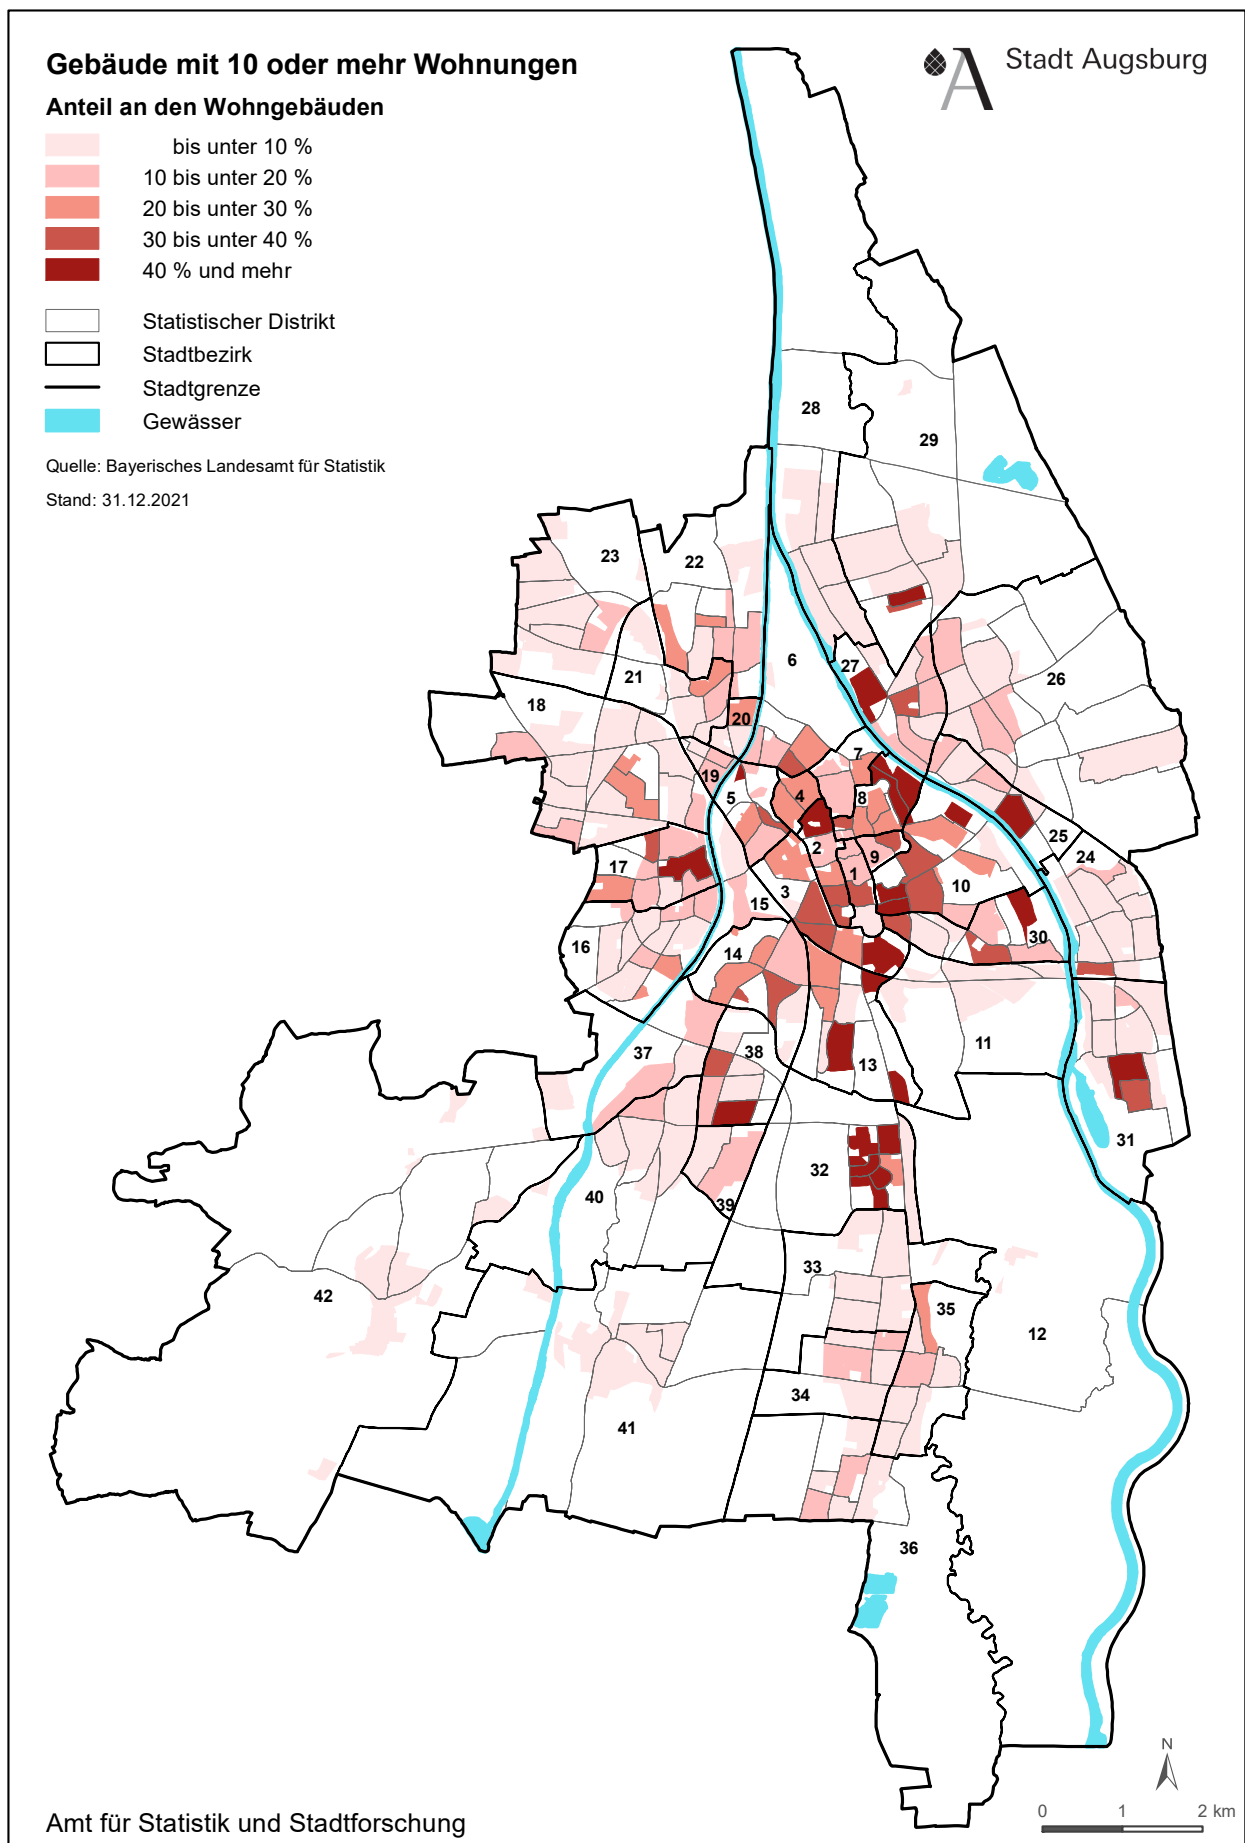 Gebäude mit 10 oder mehr Wohnungen
Stadt Augsburg
Anteil an den Wohngebäuden
bis unter 10 %
10 bis unter 20 %
20 bis unter 30 %
30 bis unter 40 %
40 % und mehr
Statistischer Distrikt
Stadtbezirk
Stadtgrenze
Gewässer
Quelle: Bayerisches Landesamt für Statistik
Stand: 31.12.2021
28
29
23
22
6
27
26
21
18
20
7
19
5
4
8
25
2
24
9
17
1
10
3
15
30
16
14
11
37
38
13
31
32
40
39
33
42
35
12
34
41
36
N
0 1 2 km
Amt für Statistik und Stadtforschung